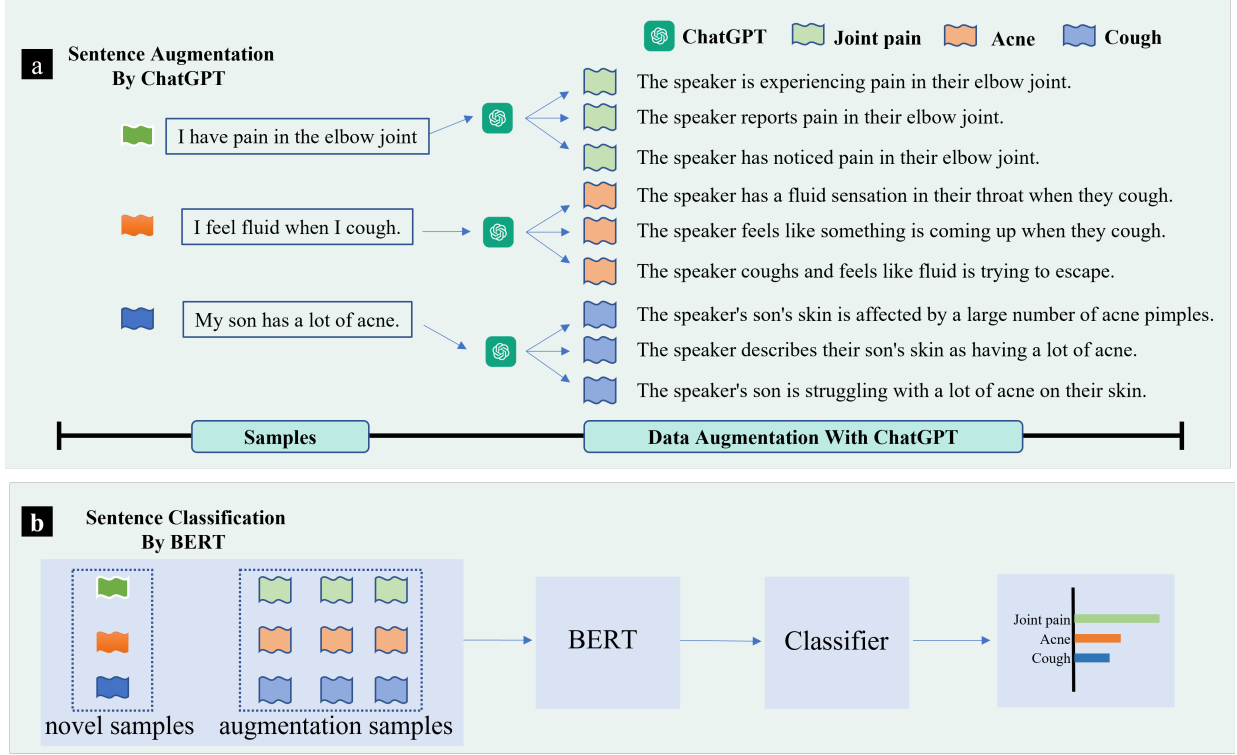 ChatGPT Joint pain Acne Cough
a
Sentence Augmentation
By ChatGPT
I have pain in the elbow joint
The speaker is experiencing pain in their elbow joint.
The speaker reports pain in their elbow joint.
The speaker has noticed pain in their elbow joint.
I feel fluid when I cough.
The speaker has a fluid sensation in their throat when they cough.
The speaker feels like something is coming up when they cough.
The speaker coughs and feels like fluid is trying to escape.
My son has a lot of acne.
The speaker's son's skin is affected by a large number of acne pimples.
The speaker describes their son's skin as having a lot of acne.
The speaker's son is struggling with a lot of acne on their skin.
Samples
Data Augmentation With ChatGPT
b
Sentence Classification
By BERT
novel samples
augmentation samples
BERT
Classifier
Joint pain
Acne
Cough